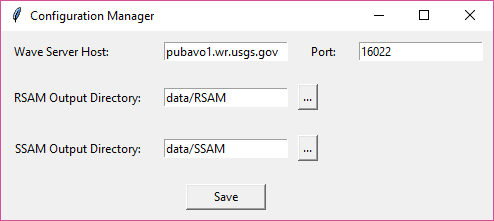 Configuration Manager
Wave Server Host: pubavo1.wr.usgs.gov Port: 16022
RSAM Output Directory: data/RSAM ...
SSAM Output Directory: data/SSAM ...
Save